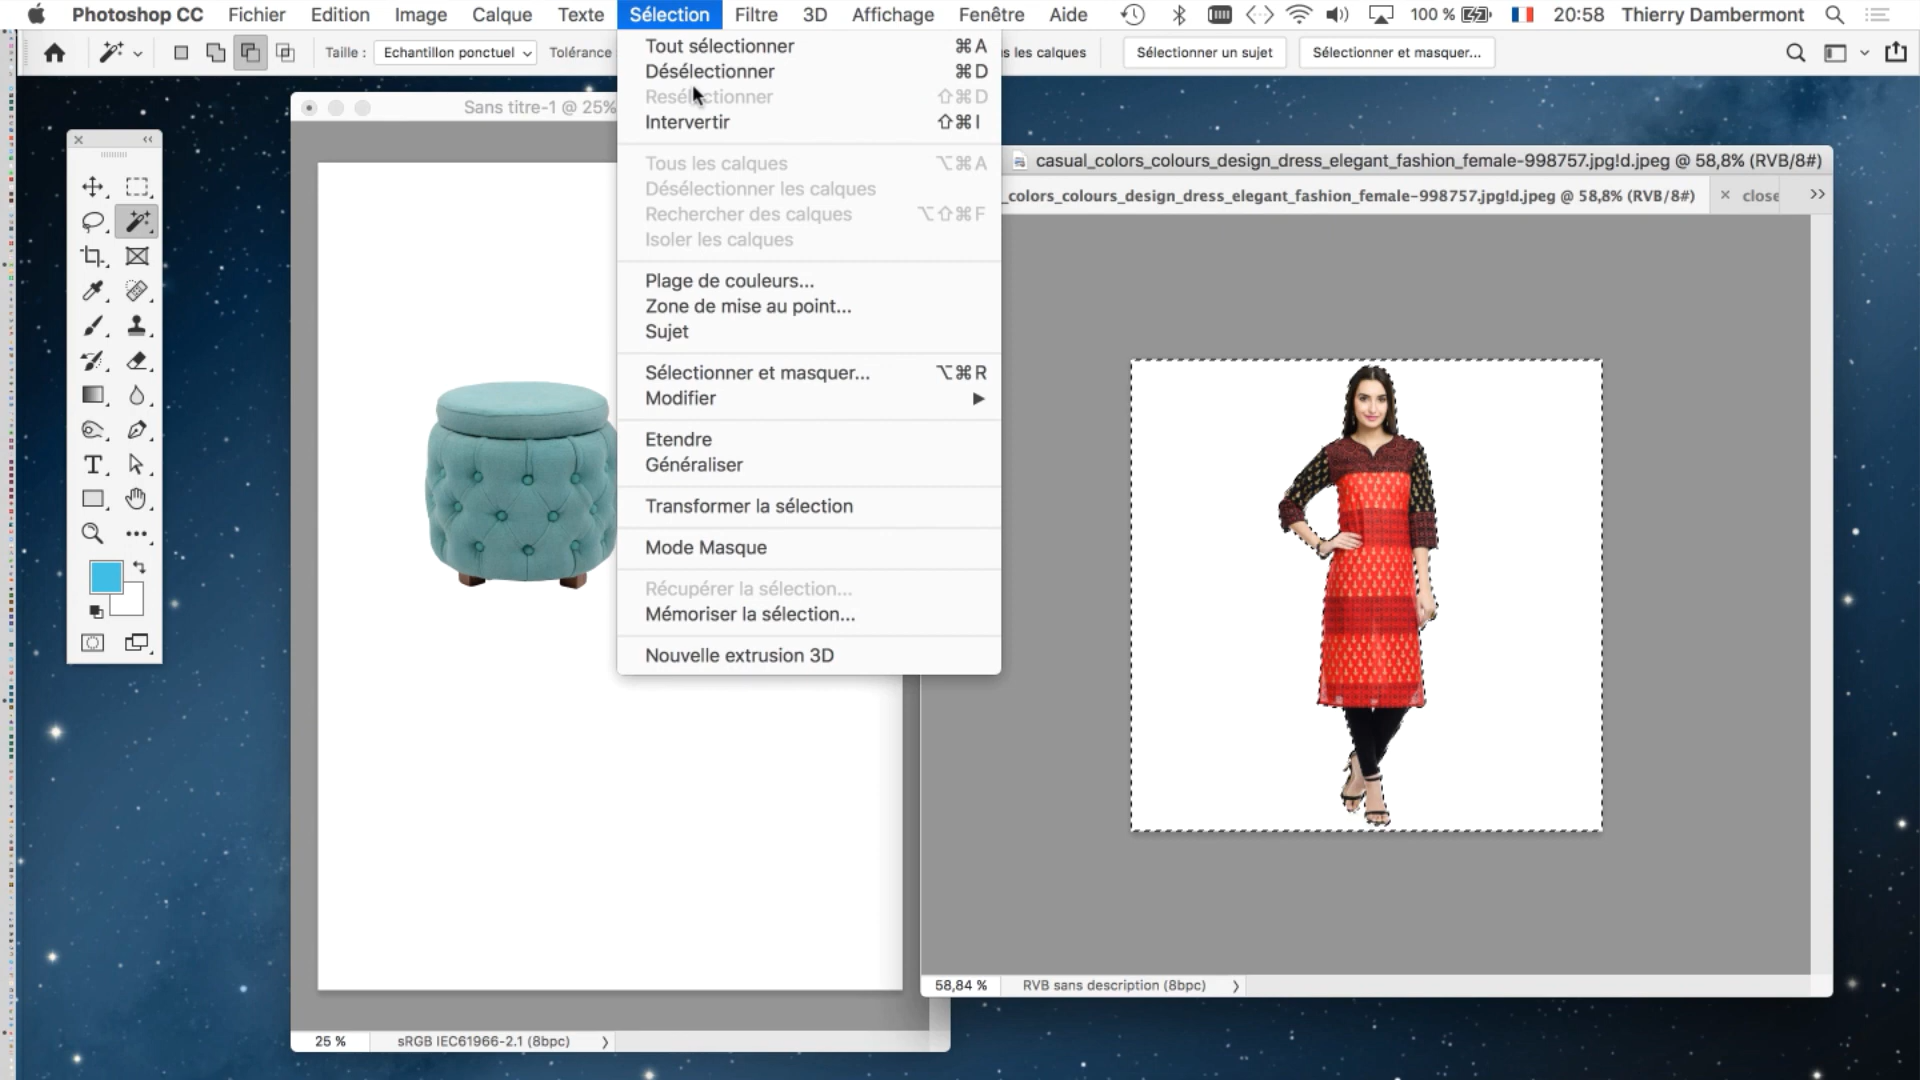 Photoshop CC Fichier Edition Image Calque Texte Sélection Filtre 3D Affichage Fenêtre Aide 100 % 20:58 Thierry Dambermont
Taille : Echantillon ponctuel Tolérance s les calques Sélectionner un sujet Sélectionner et masquer...
Tout sélectionner ⌘A
Désélectionner ⌘D
Resélectionner ⇧⌘D
Intervertir ⇧⌘I
Tous les calques ⌥⌘A
Désélectionner les calques
Rechercher des calques ⌥⇧⌘F
Isoler les calques
Plage de couleurs...
Zone de mise au point...
Sujet
Sélectionner et masquer... ⌥⌘R
Modifier
Etendre
Généraliser
Transformer la sélection
Mode Masque
Récupérer la sélection...
Mémoriser la sélection...
Nouvelle extrusion 3D
Sans titre-1 @ 25%
25 % sRGB IEC61966-2.1 (8bpc)
casual_colors_colours_design_dress_elegant_fashion_female-998757.jpg!d.jpeg @ 58,8% (RVB/8#)
_colors_colours_design_dress_elegant_fashion_female-998757.jpg!d.jpeg @ 58,8% (RVB/8#) × close
58,84 % RVB sans description (8bpc)